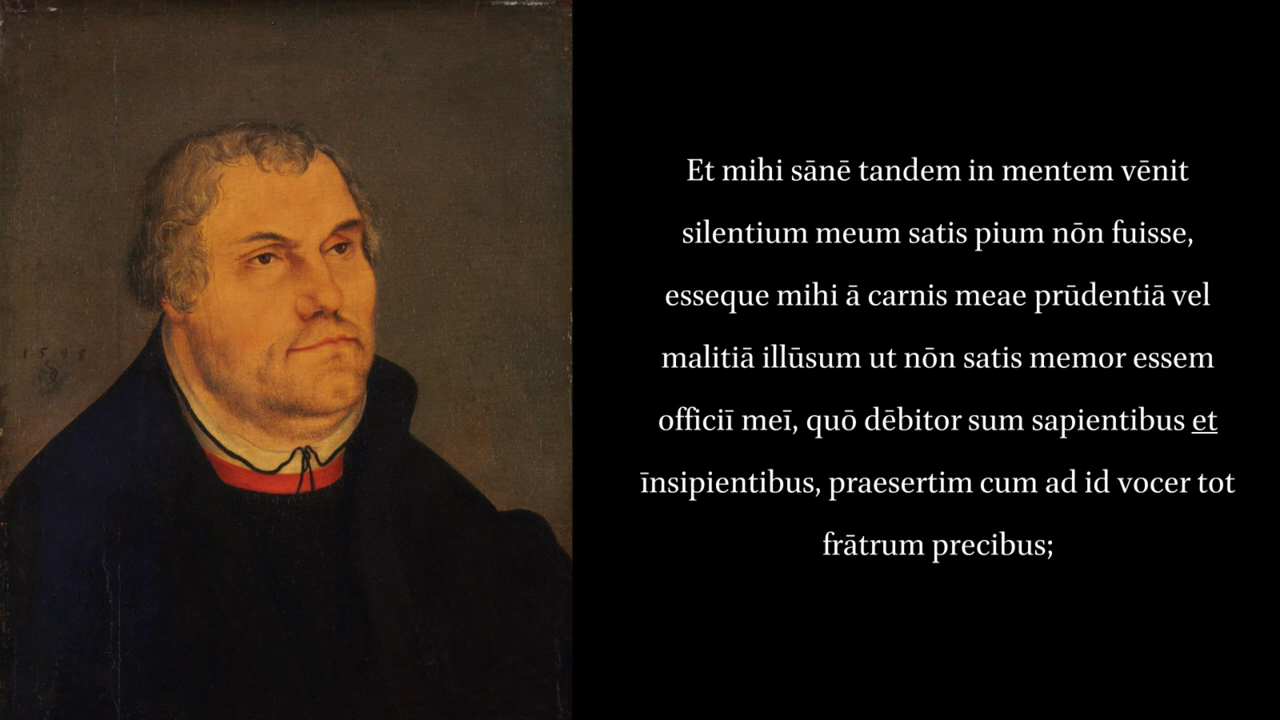 Et mihi sānē tandem in mentem vēnit
silentium meum satis pium nōn fuisse,
esseque mihi ā carnis meae prūdentiā vel
malitiā illūsum ut nōn satis memor essem
officiī meī, quō dēbitor sum sapientibus et
īnsipientibus, praesertim cum ad id vocer tot
frātrum precibus;